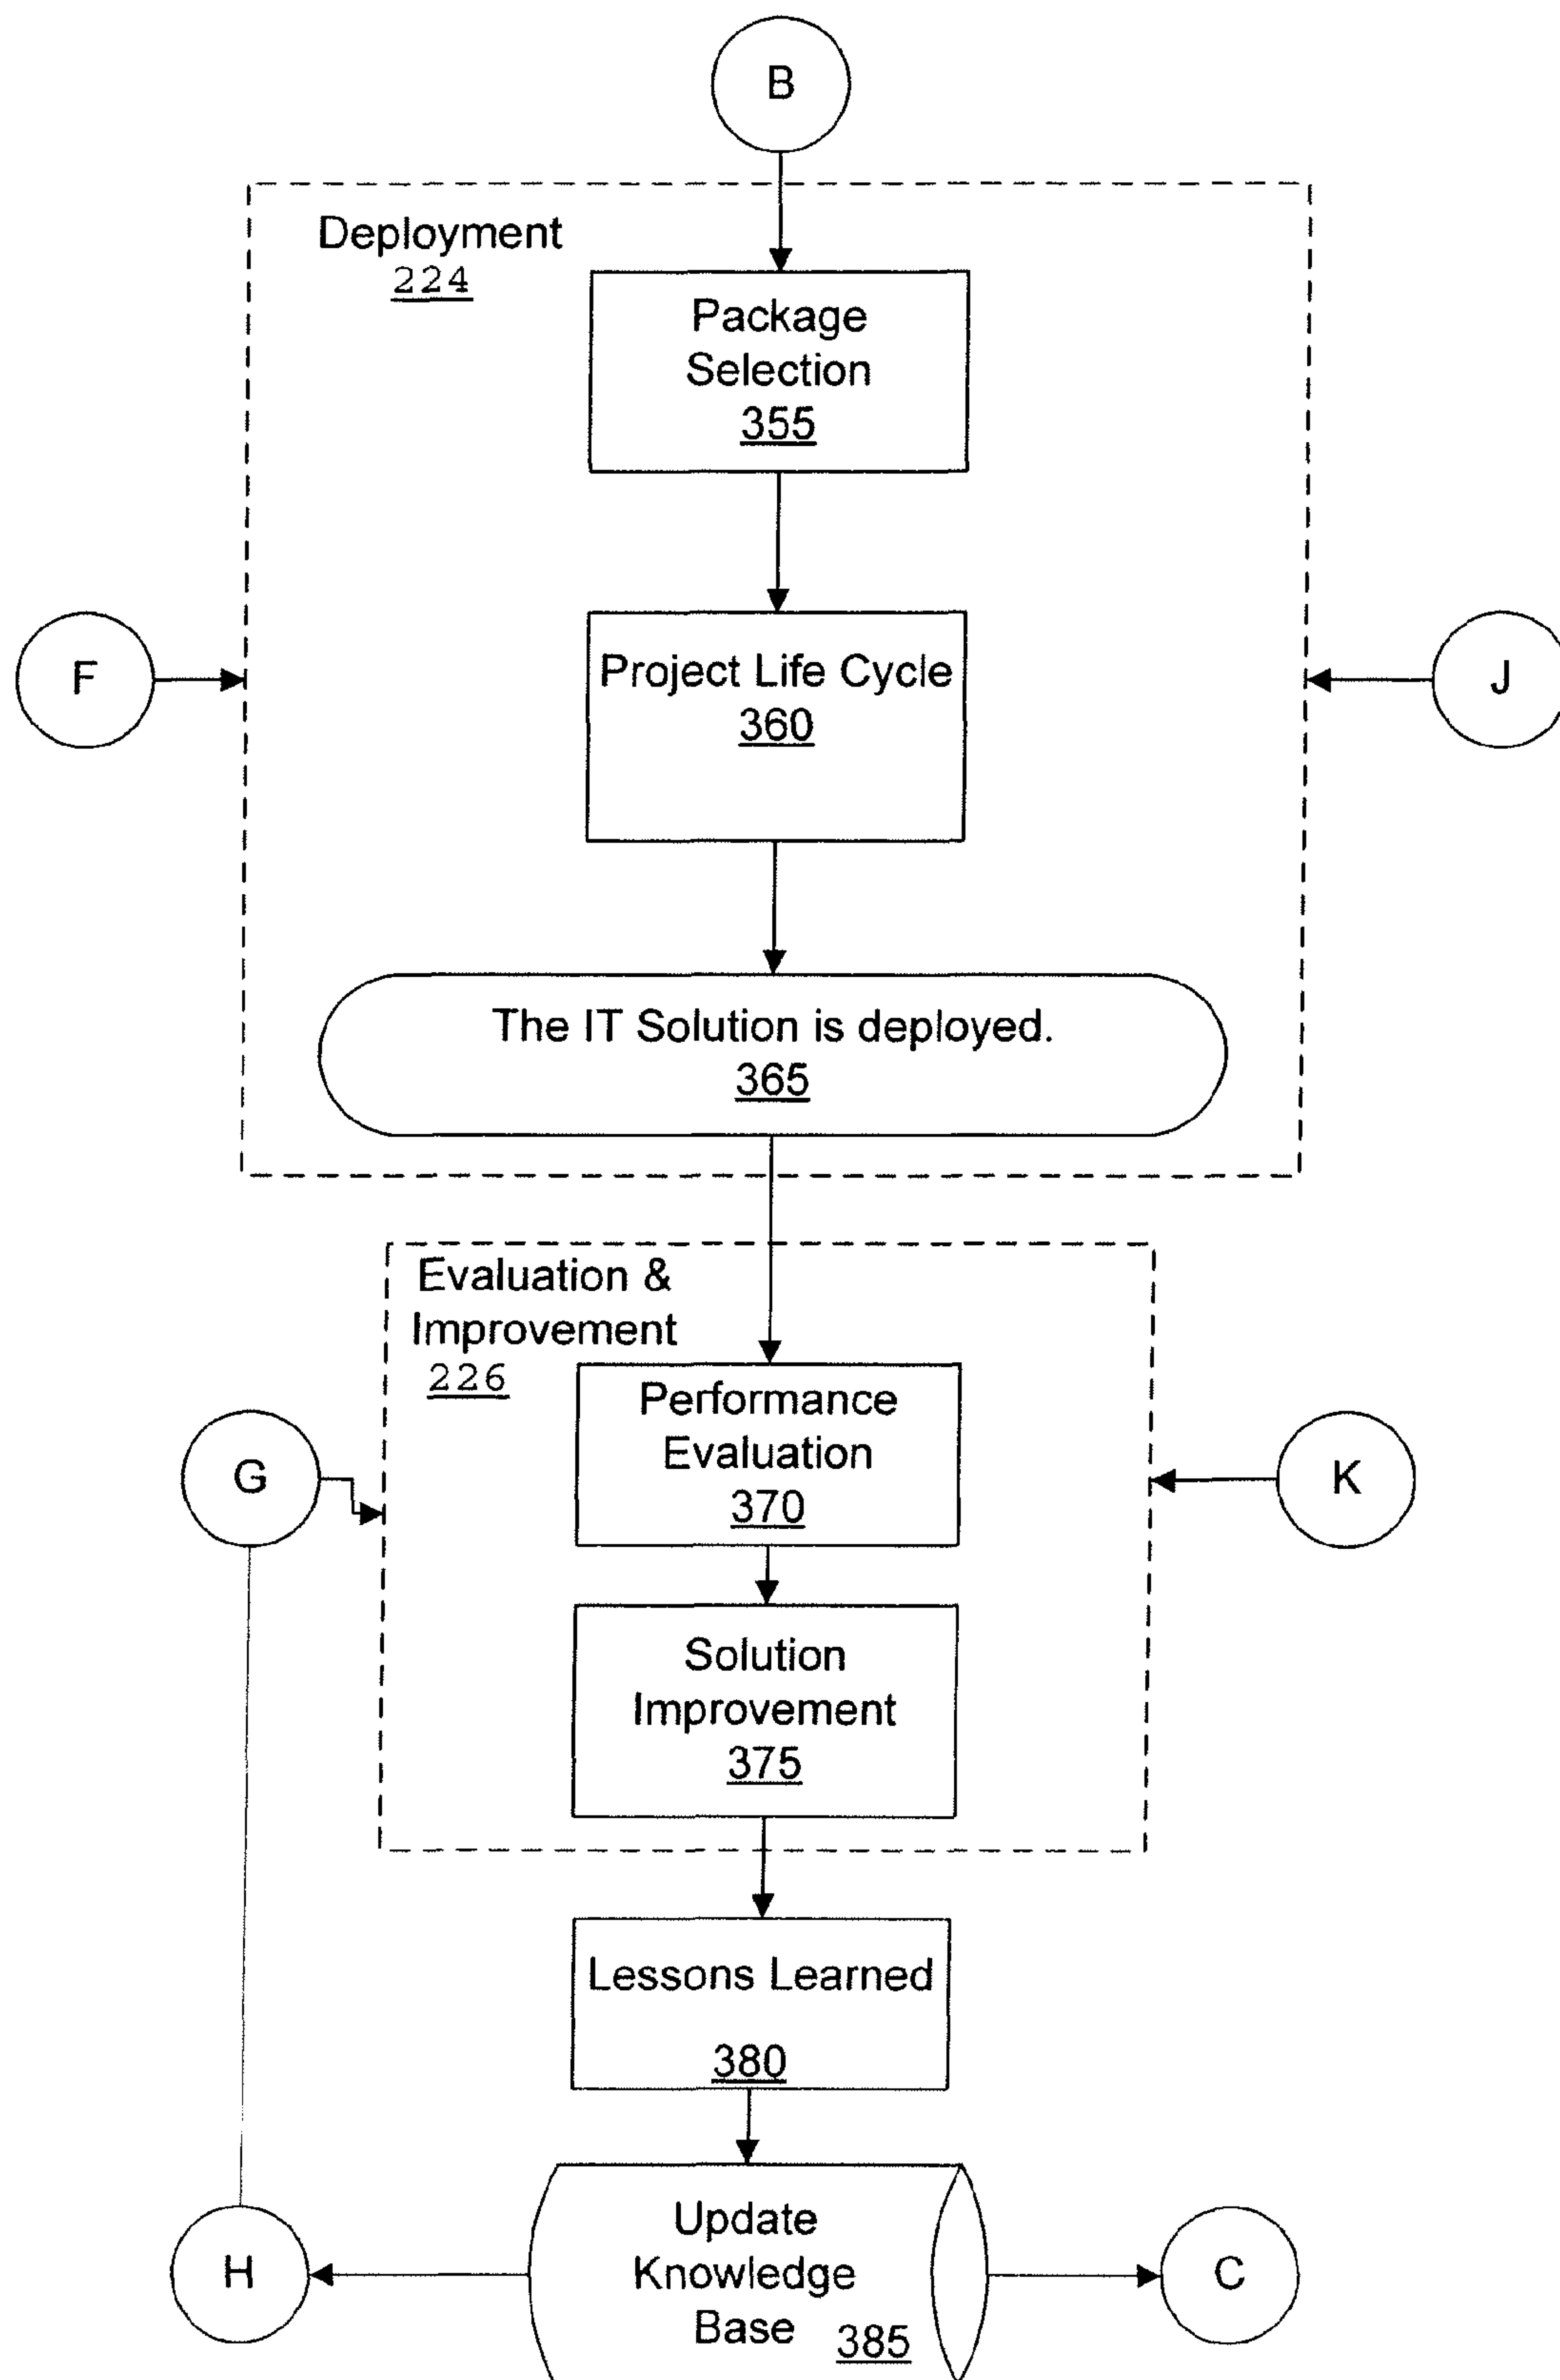 B
Deployment
224
Package
Selection
355
F
Project Life Cycle
360
J
The IT Solution is deployed.
365
Evaluation &
Improvement
226
Performance
Evaluation
370
G
K
Solution
Improvement
375
Lessons Learned
380
H
Update
Knowledge
Base 385
C